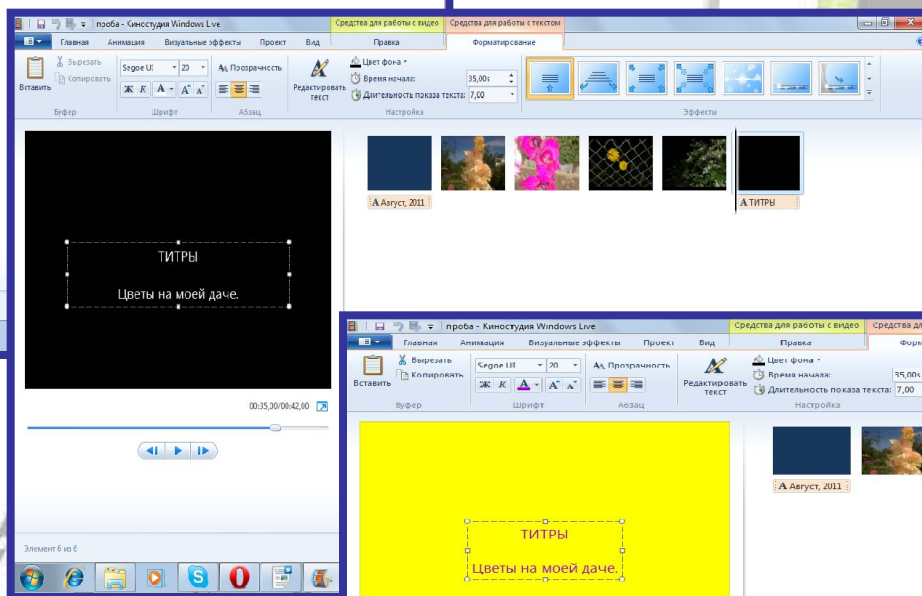 проба - Киностудия Windows Live
Средства для работы с видео
Средства для работы с текстом
Главная
Анимация
Визуальные эффекты
Проект
Вид
Правка
Форматирование
Вставить
Вырезать
Копировать
Буфер
Segoe UI
20
Прозрачность
Ж К А А А
Шрифт
Абзац
Редактировать
текст
Цвет фона
Время начала:
35,00s
Длительность показа текста:
7,00
Настройка
Эффекты
А Август, 2011
А ТИТРЫ
ТИТРЫ
Цветы на моей даче.
00:35,00/00:42,00
Элемент 6 из 6
проба - Киностудия Windows Live
Средства для работы с видео
Средства для
Главная
Анимация
Визуальные эффекты
Проект
Вид
Правка
Форм
Вставить
Вырезать
Копировать
Буфер
Segoe UI
20
Прозрачность
Ж К А А А
Шрифт
Абзац
Редактировать
текст
Цвет фона
Время начала:
35,00s
Длительность показа текста:
7,00
Настройка
А Август, 2011
ТИТРЫ
Цветы на моей даче.